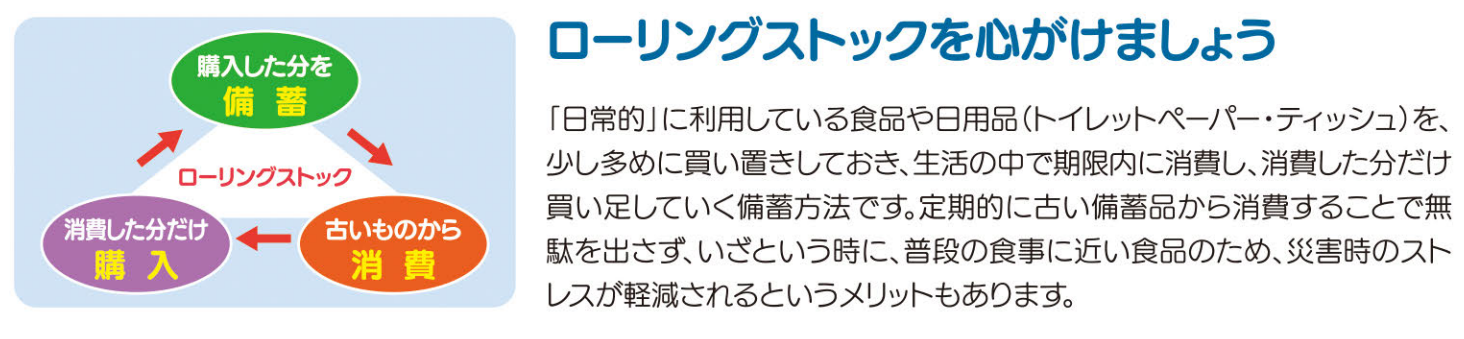 購入した分を
備蓄
ローリングストック
消費した分だけ
購入
古いものから
消費
ローリングストックを心がけましょう
「日常的」に利用している食品や日用品（トイレットペーパー・ティッシュ）を、
少し多めに買い置きしておき、生活の中で期限内に消費し、消費した分だけ
買い足していく備蓄方法です。定期的に古い備蓄品から消費することで無
駄を出さず、いざという時に、普段の食事に近い食品のため、災害時のスト
レスが軽減されるというメリットもあります。